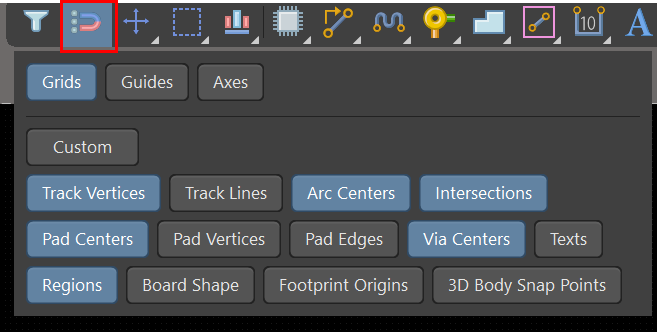 10 A
Grids Guides Axes
Custom
Track Vertices Track Lines Arc Centers Intersections
Pad Centers Pad Vertices Pad Edges Via Centers Texts
Regions Board Shape Footprint Origins 3D Body Snap Points